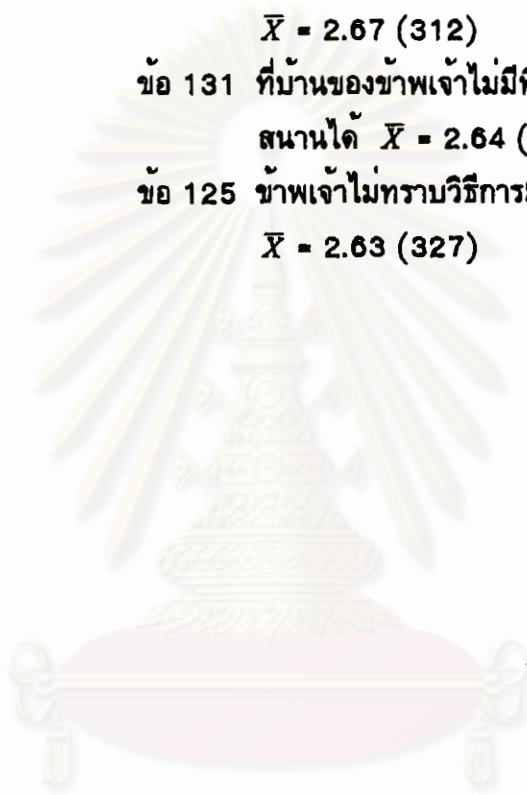 X̅ = 2.67 (312)
ข้อ 131 ที่บ้านของข้าพเจ้าไม่มี
สนานได้ X̅ = 2.64 (
ข้อ 125 ข้าพเจ้าไม่ทราบวิธีการ
X̅ = 2.63 (327)